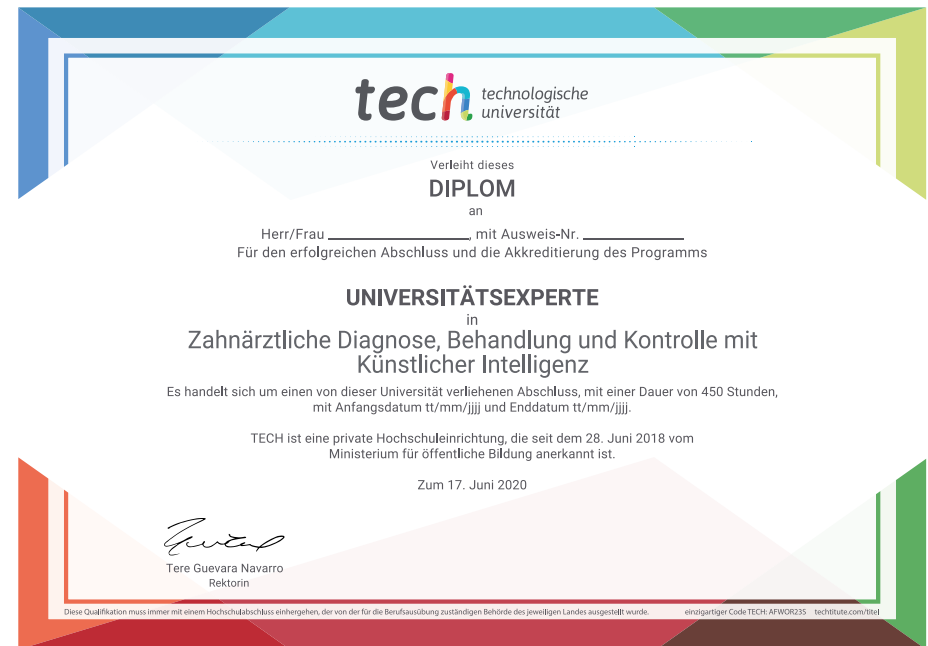 tech technologische
universität
Verleiht dieses
DIPLOM
an
Herr/Frau ____________, mit Ausweis-Nr. ____________
Für den erfolgreichen Abschluss und die Akkreditierung des Programms
UNIVERSITÄTSEXPERTE
in
Zahnärztliche Diagnose, Behandlung und Kontrolle mit
Künstlicher Intelligenz
Es handelt sich um einen von dieser Universität verliehenen Abschluss, mit einer Dauer von 450 Stunden,
mit Anfangsdatum tt/mm/jjjj und Enddatum tt/mm/jjjj.
TECH ist eine private Hochschuleinrichtung, die seit dem 28. Juni 2018 vom
Ministerium für öffentliche Bildung anerkannt ist.
Zum 17. Juni 2020
Tere Guevara Navarro
Rektorin
Diese Qualifikation muss immer mit einem Hochschulabschluss einhergehen, der von der für die Berufsausübung zuständigen Behörde des jeweiligen Landes ausgestellt wurde. einzigartiger Code TECH: AFWOR235 techtitute.com/titel